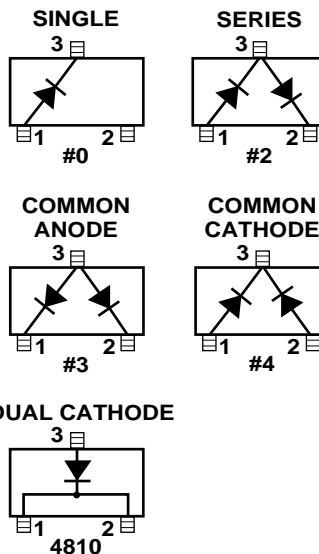 SINGLE
SERIES
3
3
1
2
1
2
#0
#2
COMMON
ANODE
COMMON
CATHODE
3
3
1
2
1
2
#3
#4
DUAL CATHODE
3
1
2
4810